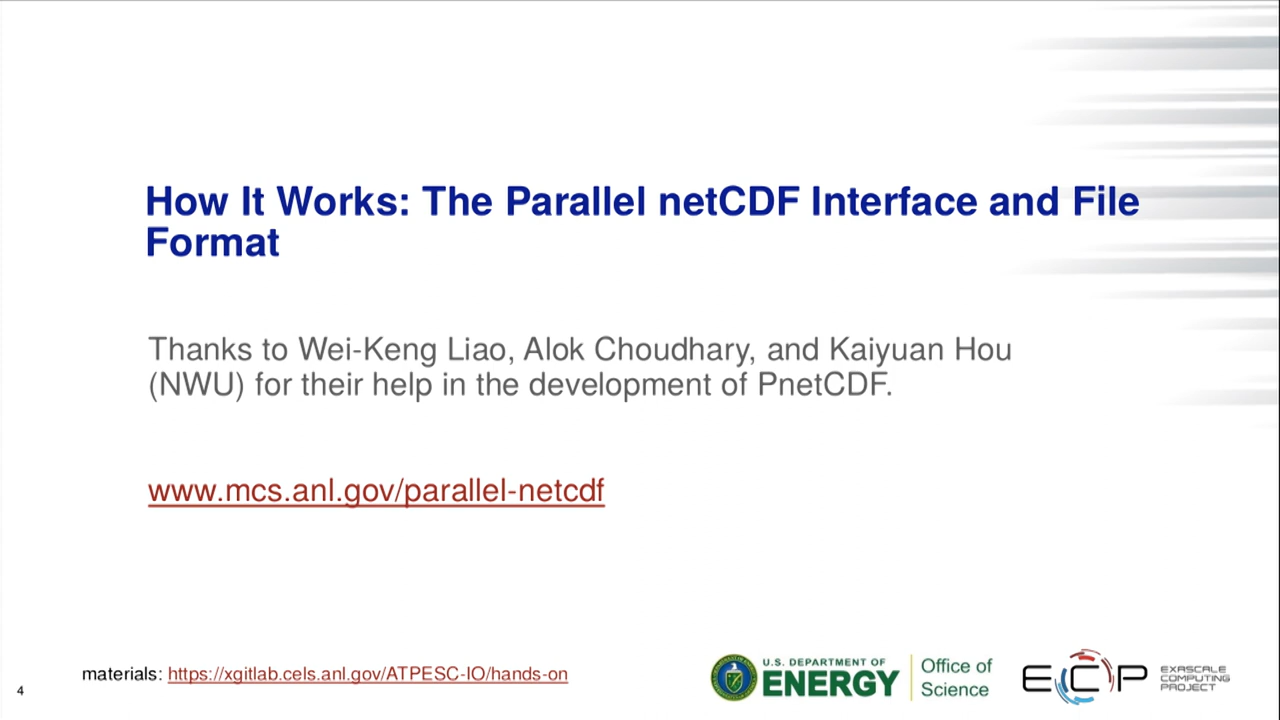 How It Works: The Parallel netCDF Interface and File
Format
Thanks to Wei-Keng Liao, Alok Choudhary, and Kaiyuan Hou
(NWU) for their help in the development of PnetCDF.
www.mcs.anl.gov/parallel-netcdf
materials: https://xgitlab.cels.anl.gov/ATPESC-IO/hands-on
4
U.S. DEPARTMENT OF
ENERGY
Office of
Science
ECP
EXASCALE
COMPUTING
PROJECT